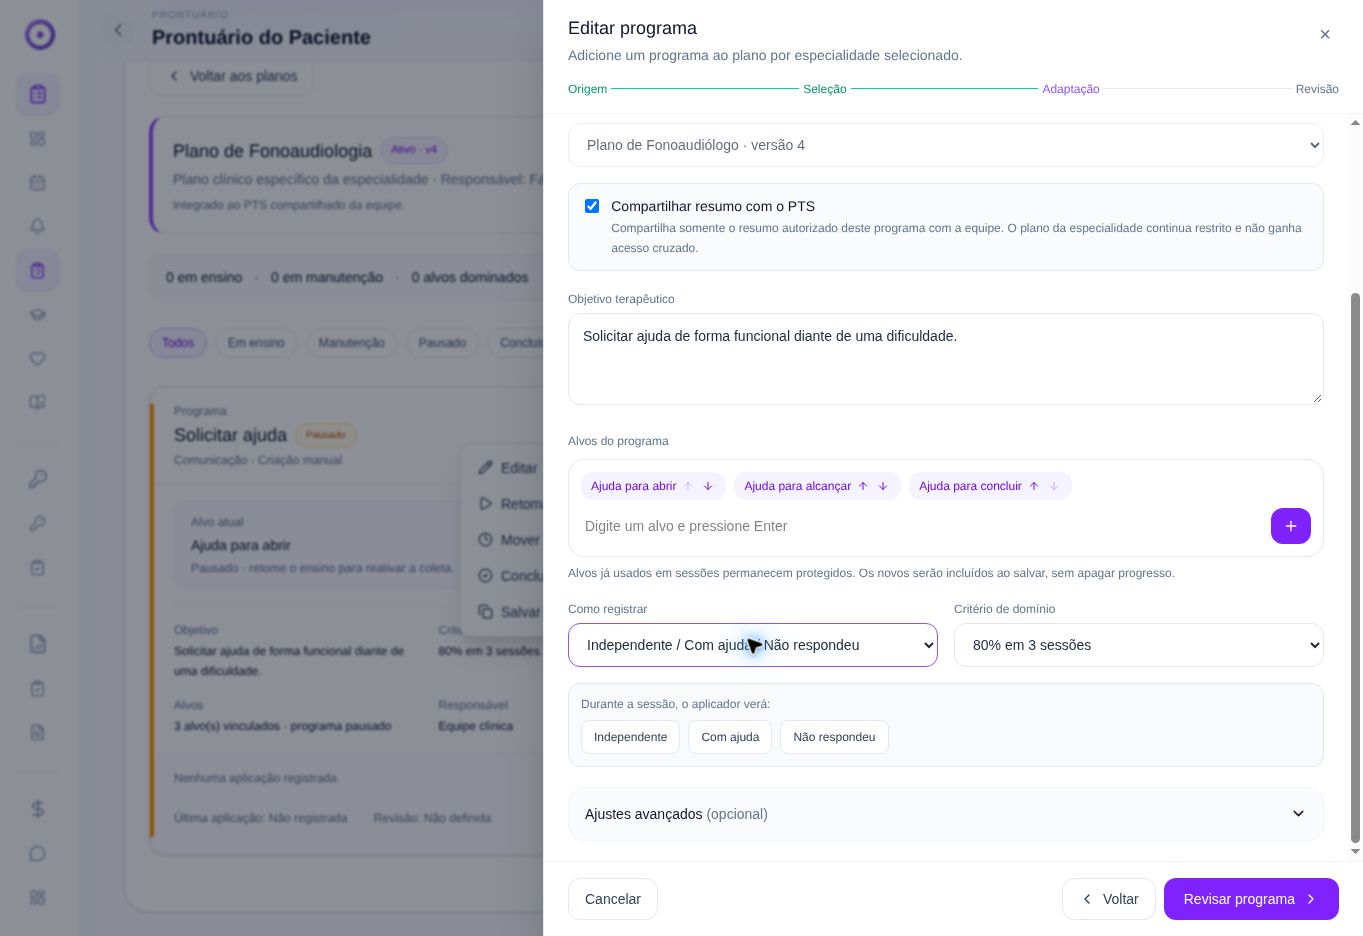 PRONTUÁRIO
Prontuário do Paciente
Voltar aos planos
Plano de Fonoaudiologia
Ativo · v4
Plano clínico específico da especialidade · Responsável:
Integrado ao PTS compartilhado da equipe.
0 em ensino · 0 em manutenção · 0 alvos dominados
Todos
Em ensino
Manutenção
Pausado
Programa
Solicitar ajuda
Pausado
Comunicação · Criação manual
Alvo atual
Ajuda para abrir
Pausado · retome o ensino para reativar a coleta.
Editar
Mover
Salvar
Objetivo
Solicitar ajuda de forma funcional diante de
uma dificuldade.
80% em 3 sessões
Alvos
3 alvo(s) vinculados · programa pausado
Responsável
Equipe clínica
Nenhuma aplicação registrada.
Última aplicação: Não registrada
Revisão: Não definida
Editar programa
Adicione um programa ao plano por especialidade selecionado.
Origem
Seleção
Adaptação
Revisão
Plano de Fonoaudiólogo · versão 4
Compartilhar resumo com o PTS
Compartilha somente o resumo autorizado deste programa com a equipe. O plano da especialidade continua restrito e não ganha
acesso cruzado.
Objetivo terapêutico
Solicitar ajuda de forma funcional diante de uma dificuldade.
Alvos do programa
Ajuda para abrir ↑ ↓
Ajuda para alcançar ↑ ↓
Ajuda para concluir ↑ ↓
Digite um alvo e pressione Enter
+
Alvos já usados em sessões permanecem protegidos. Os novos serão incluídos ao salvar, sem apagar progresso.
Como registrar
Critério de domínio
Independente / Com ajuda / Não respondeu
80% em 3 sessões
Durante a sessão, o aplicador verá:
Independente
Com ajuda
Não respondeu
Ajustes avançados (opcional)
Cancelar
Voltar
Revisar programa